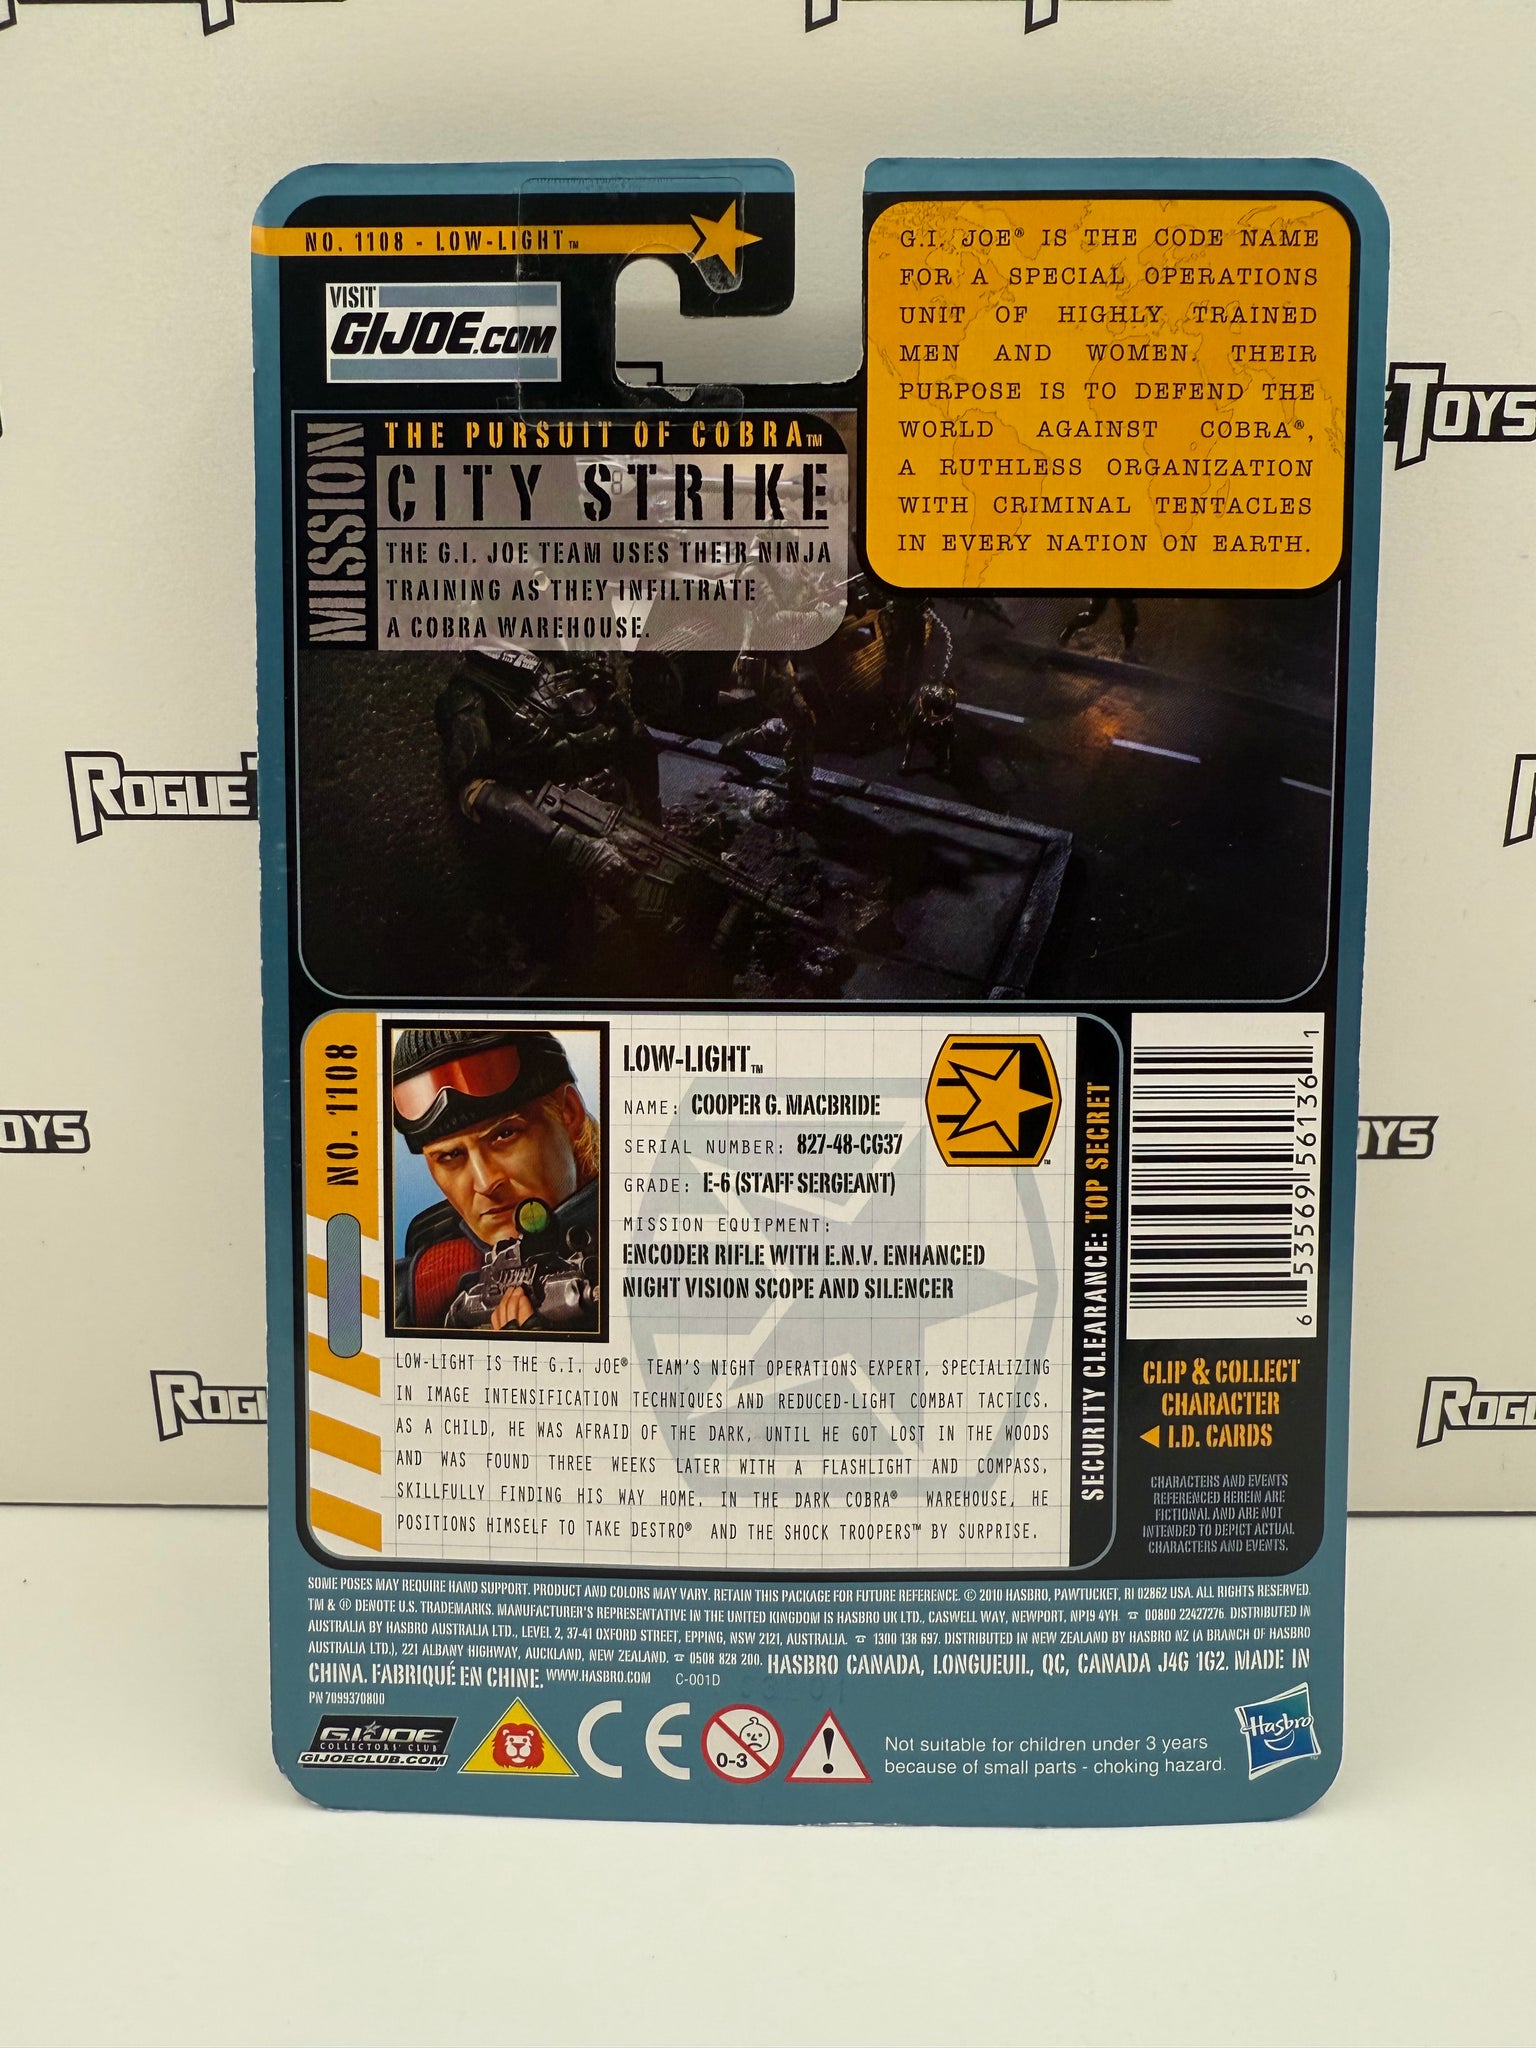 NO. 1108 - LOW-LIGHT™
VISIT
GIJOE.COM
G.I. JOE® IS THE CODE NAME
FOR A SPECIAL OPERATIONS
UNIT OF HIGHLY TRAINED
MEN AND WOMEN. THEIR
PURPOSE IS TO DEFEND THE
WORLD AGAINST COBRA®,
A RUTHLESS ORGANIZATION
WITH CRIMINAL TENTACLES
IN EVERY NATION ON EARTH.
MISSION
THE PURSUIT OF COBRA™
CITY STRIKE
THE G.I. JOE TEAM USES THEIR NINJA
TRAINING AS THEY INFILTRATE
A COBRA WAREHOUSE.
NO. 1108
LOW-LIGHT™
NAME: COOPER G. MACBRIDE
SERIAL NUMBER: 827-48-CG37
GRADE: E-6 (STAFF SERGEANT)
MISSION EQUIPMENT:
ENCODER RIFLE WITH E.N.V. ENHANCED
NIGHT VISION SCOPE AND SILENCER
LOW-LIGHT IS THE G.I. JOE® TEAM'S NIGHT OPERATIONS EXPERT, SPECIALIZING
IN IMAGE INTENSIFICATION TECHNIQUES AND REDUCED-LIGHT COMBAT TACTICS.
AS A CHILD, HE WAS AFRAID OF THE DARK, UNTIL HE GOT LOST IN THE WOODS
AND WAS FOUND THREE WEEKS LATER WITH A FLASHLIGHT AND COMPASS,
SKILLFULLY FINDING HIS WAY HOME. IN THE DARK COBRA® WAREHOUSE, HE
POSITIONS HIMSELF TO TAKE DESTRO® AND THE SHOCK TROOPERS™ BY SURPRISE.
SECURITY CLEARANCE: TOP SECRET
6 53569 56136 1
CLIP & COLLECT
CHARACTER
I.D. CARDS
CHARACTERS AND EVENTS
REFERENCED HEREIN ARE
FICTIONAL AND ARE NOT
INTENDED TO DEPICT ACTUAL
CHARACTERS AND EVENTS.
SOME POSES MAY REQUIRE HAND SUPPORT. PRODUCT AND COLORS MAY VARY. RETAIN THIS PACKAGE FOR FUTURE REFERENCE. © 2010 HASBRO, PAWTUCKET, RI 02862 USA. ALL RIGHTS RESERVED.
TM & ® DENOTE U.S. TRADEMARKS. MANUFACTURER'S REPRESENTATIVE IN THE UNITED KINGDOM IS HASBRO UK LTD., CASWELL WAY, NEWPORT, NP19 4YH. ☎ 00800 22427276. DISTRIBUTED IN
AUSTRALIA BY HASBRO AUSTRALIA LTD., LEVEL 2, 37-41 OXFORD STREET, EPPING, NSW 2121, AUSTRALIA. ☎ 1300 138 697. DISTRIBUTED IN NEW ZEALAND BY HASBRO NZ (A BRANCH OF HASBRO
AUSTRALIA LTD.), 221 ALBANY HIGHWAY, AUCKLAND, NEW ZEALAND. ☎ 0508 828 200. HASBRO CANADA, LONGUEUIL, QC, CANADA J4G 1G2. MADE IN
CHINA. FABRIQUÉ EN CHINE. WWW.HASBRO.COM C-001D
PN 7099370800
G.I. JOE
COLLECTORS' CLUB
GIJOECLUB.COM
CE
0-3
!
Not suitable for children under 3 years
because of small parts - choking hazard.
Hasbro
ROGUE
TOYS
ROGUE